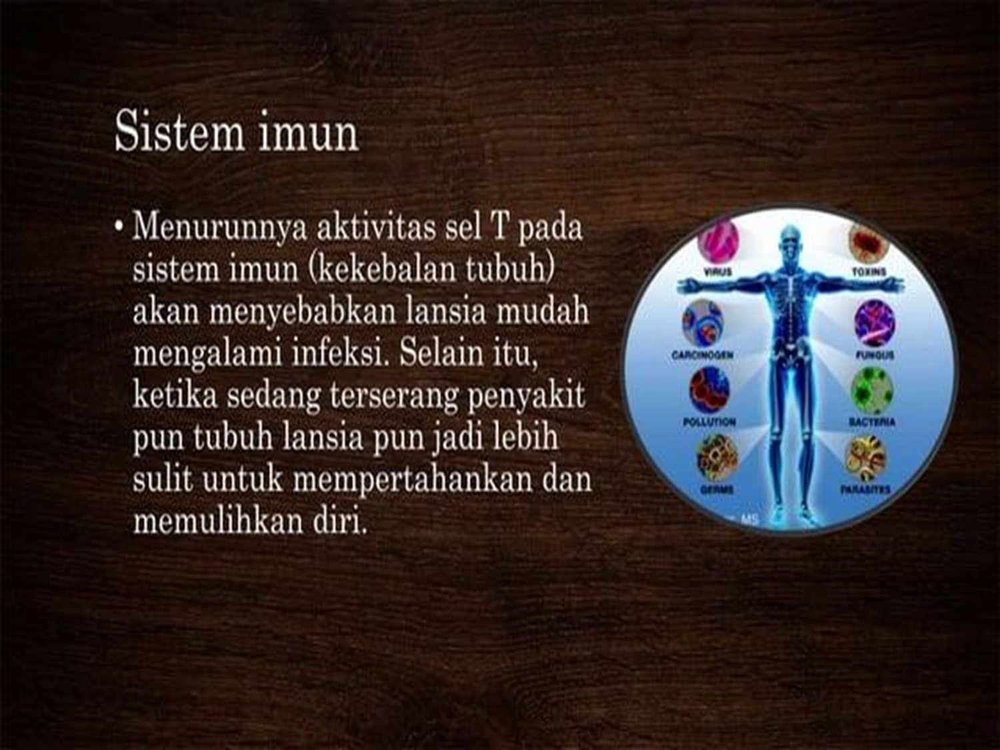 Sistem imun
• Menurunnya aktivitas sel T pada
sistem imun (kekebalan tubuh)
akan menyebabkan lansia mudah
mengalami infeksi. Selain itu,
ketika sedang terserang penyakit
pun tubuh lansia pun jadi lebih
sulit untuk mempertahankan dan
memulihkan diri.
VIRUS
TOXINS
CARCINOGEN
FUNGUS
POLLUTION
BACTERIA
GERMS
PARASITES
MS